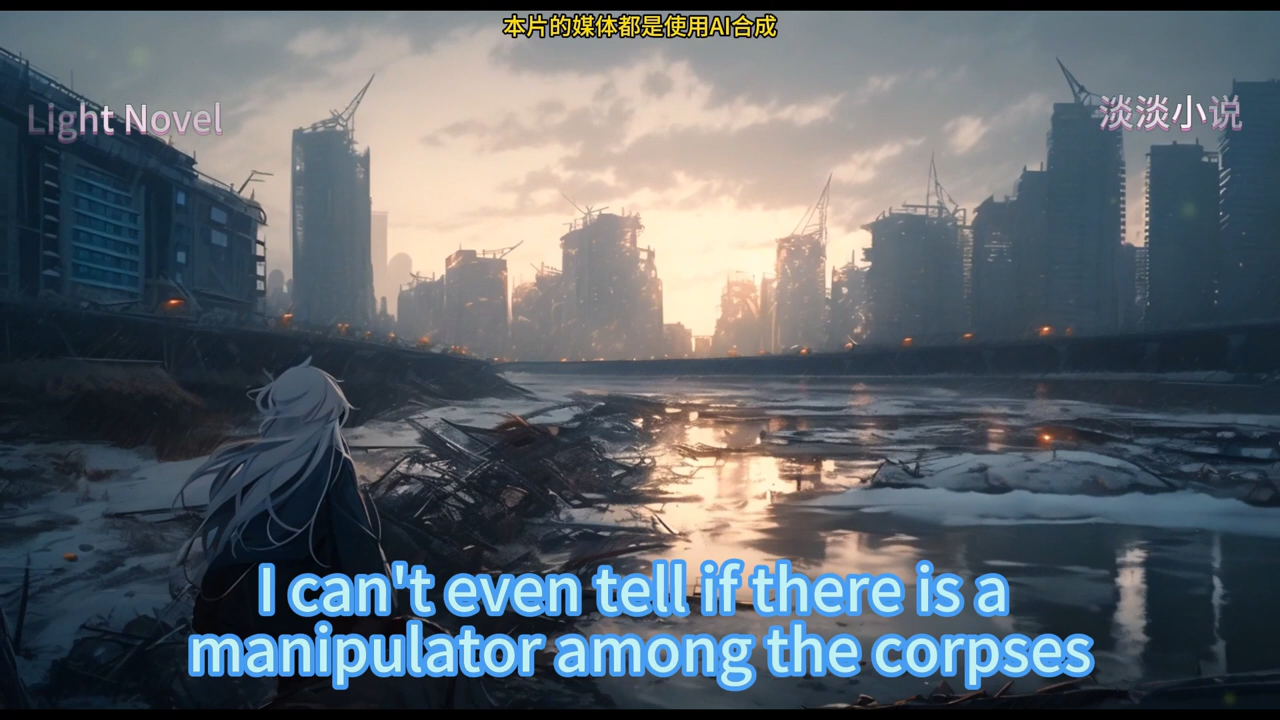 本片的媒体都是使用AI合成
Light Novel
淡淡小说
I can't even tell if there is a
manipulator among the corpses